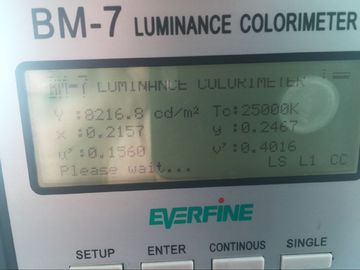 BM-7 LUMINANCE COLORIMETER
BM-7 LUMINANCE COLORIMETER
Y:8216.8 cd/m² Tc:25000K
x:0.2157 y:0.2467
u':0.1560 v':0.4016
Please wait... LS L1 CC
EVERFINE
SETUP ENTER CONTINOUS SINGLE